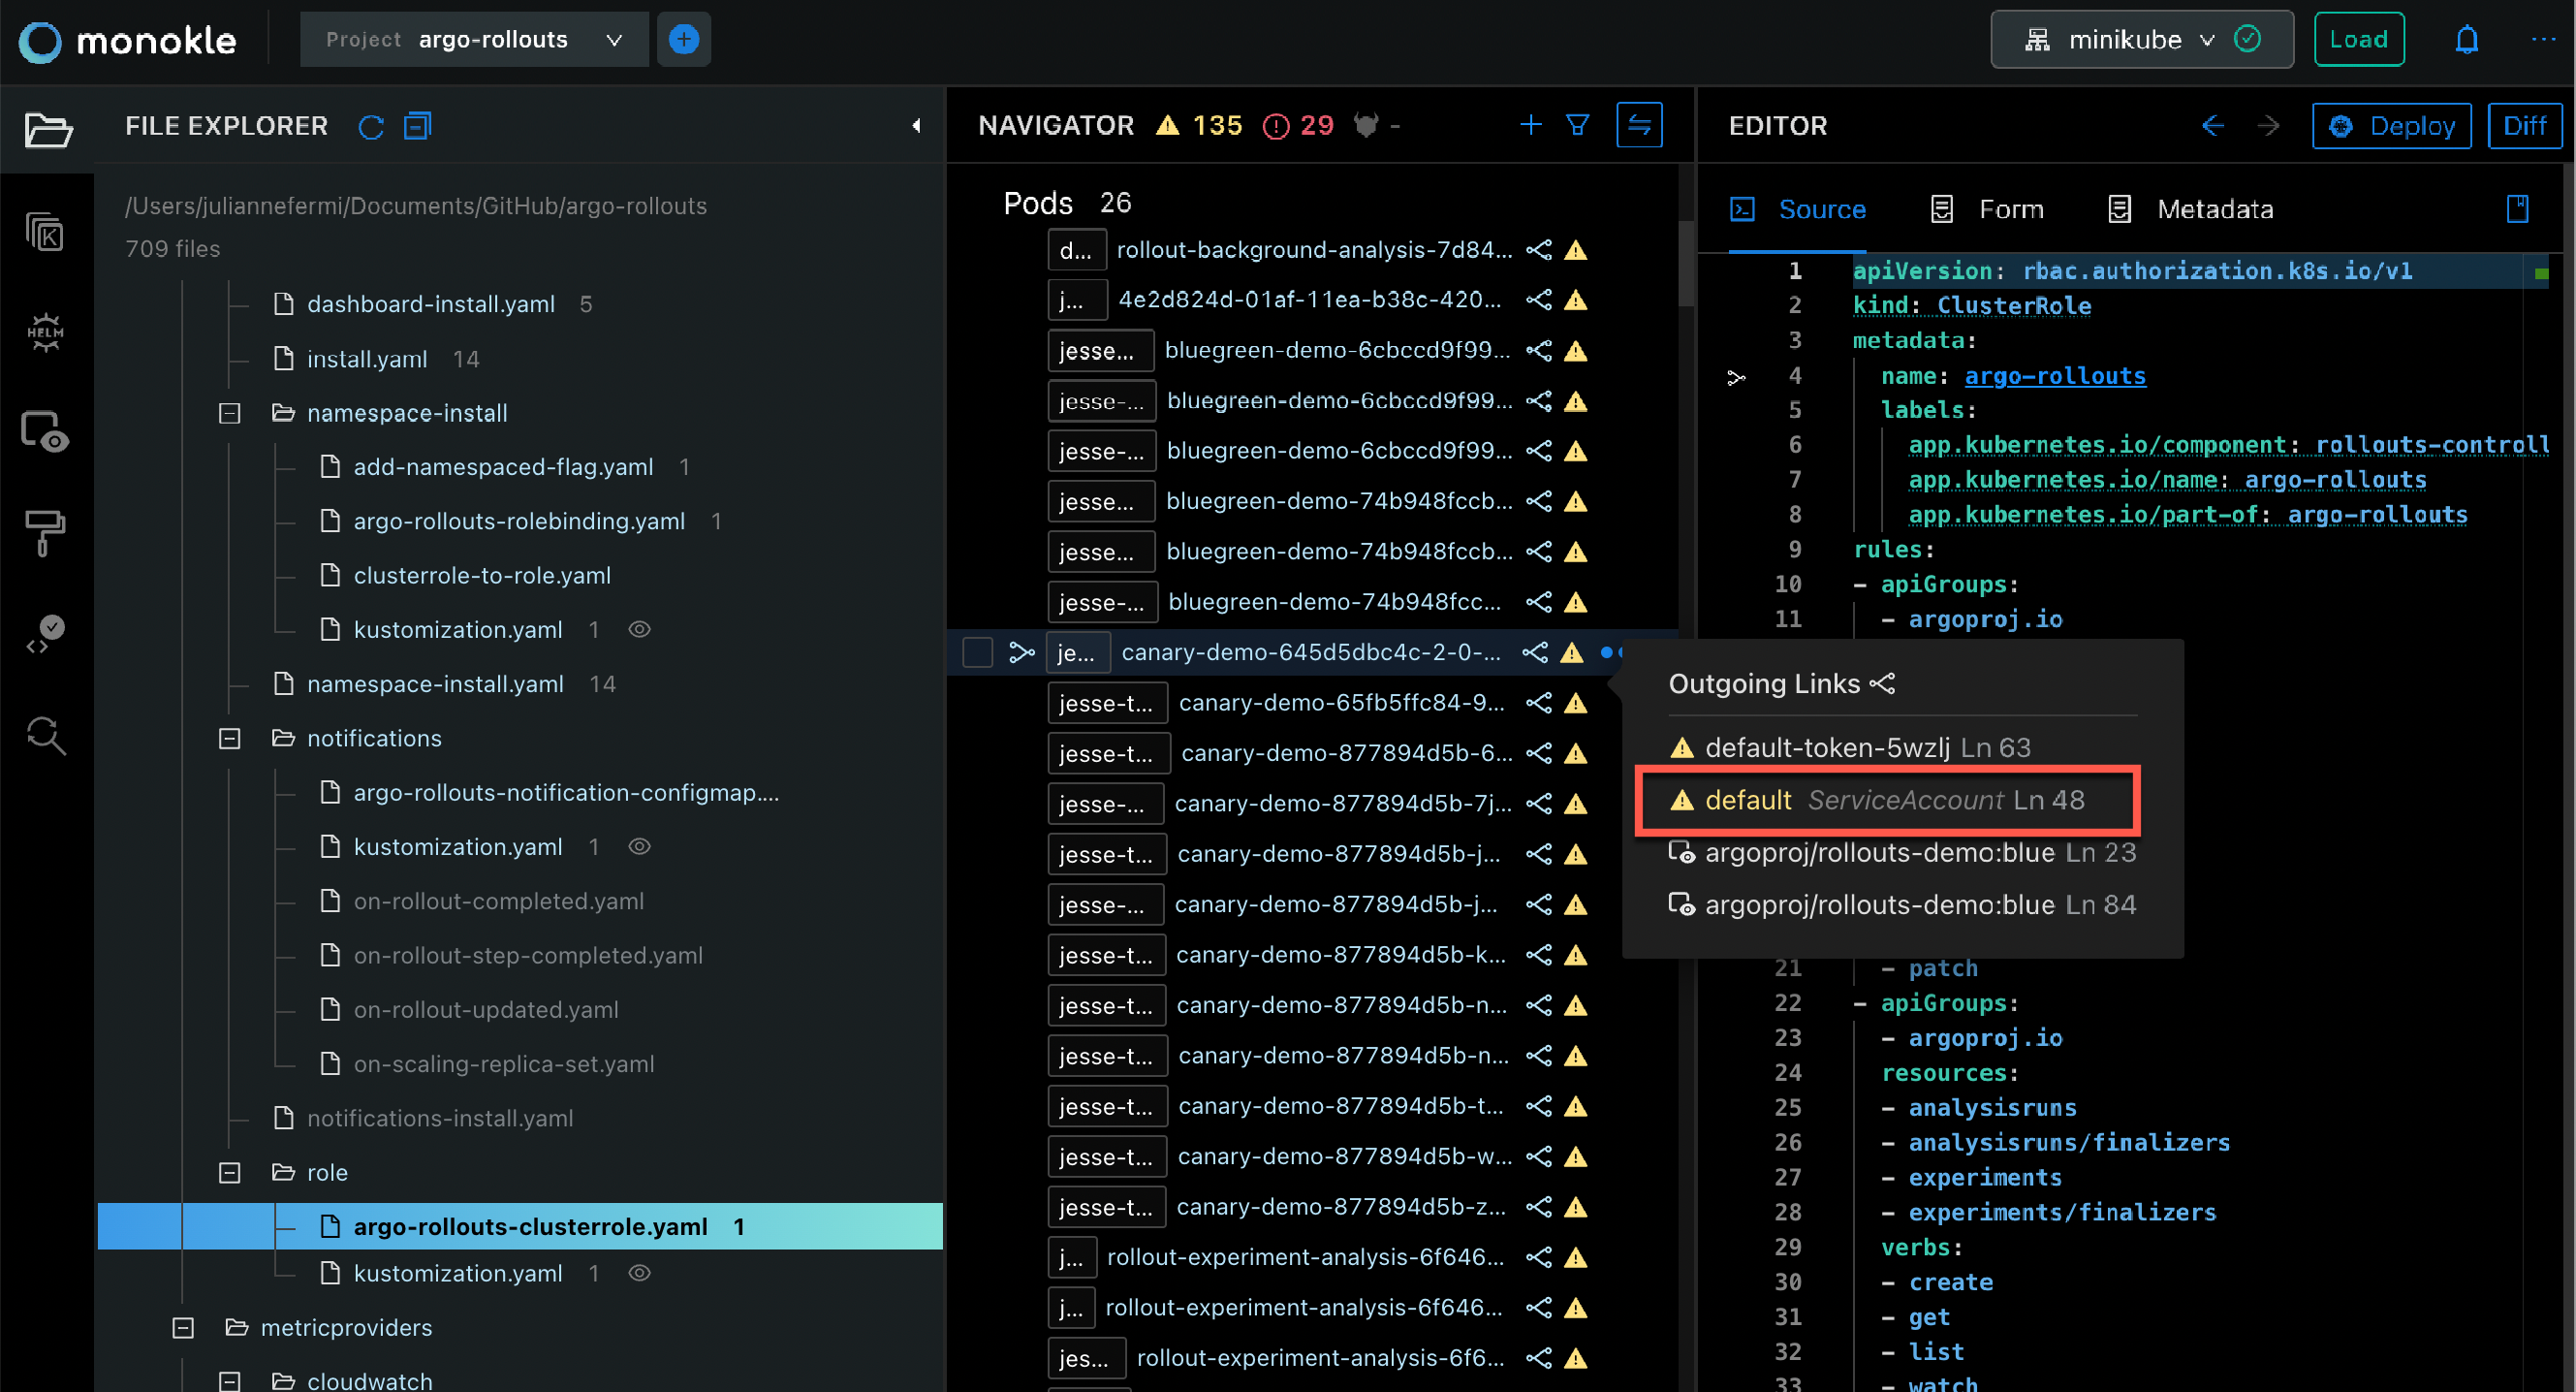 monokle
Project argo-rollouts
minikube
Load
FILE EXPLORER
/Users/juliannefermi/Documents/GitHub/argo-rollouts
709 files
dashboard-install.yaml 5
install.yaml 14
namespace-install
add-namespaced-flag.yaml 1
argo-rollouts-rolebinding.yaml 1
clusterrole-to-role.yaml
kustomization.yaml 1
namespace-install.yaml 14
notifications
argo-rollouts-notification-configmap....
kustomization.yaml 1
on-rollout-completed.yaml
on-rollout-step-completed.yaml
on-rollout-updated.yaml
on-scaling-replica-set.yaml
notifications-install.yaml
role
argo-rollouts-clusterrole.yaml 1
kustomization.yaml 1
metricproviders
cloudwatch
K
HELM
NAVIGATOR 135 29 -
Pods 26
d... rollout-background-analysis-7d84...
j... 4e2d824d-01af-11ea-b38c-420...
jesse... bluegreen-demo-6cbccd9f99...
jesse-... bluegreen-demo-6cbccd9f99...
jesse-... bluegreen-demo-6cbccd9f99...
jesse... bluegreen-demo-74b948fccb...
jesse... bluegreen-demo-74b948fccb...
jesse-... bluegreen-demo-74b948fcc...
je... canary-demo-645d5dbc4c-2-0-...
jesse-t... canary-demo-65fb5ffc84-9...
jesse-t... canary-demo-877894d5b-6...
jesse-... canary-demo-877894d5b-7j...
jesse-t... canary-demo-877894d5b-j...
jesse-... canary-demo-877894d5b-j...
jesse-t... canary-demo-877894d5b-k...
jesse-t... canary-demo-877894d5b-n...
jesse-t... canary-demo-877894d5b-n...
jesse-t... canary-demo-877894d5b-t...
jesse-t... canary-demo-877894d5b-w...
jesse-t... canary-demo-877894d5b-z...
j... rollout-experiment-analysis-6f646...
j... rollout-experiment-analysis-6f646...
jes... rollout-experiment-analysis-6f6...
Outgoing Links
default-token-5wzlj Ln 63
default ServiceAccount Ln 48
argoproj/rollouts-demo:blue Ln 23
argoproj/rollouts-demo:blue Ln 84
EDITOR
Deploy
Diff
Source
Form
Metadata
1 apiVersion: rbac.authorization.k8s.io/v1
2 kind: ClusterRole
3 metadata:
4 name: argo-rollouts
5 labels:
6 app.kubernetes.io/component: rollouts-controll
7 app.kubernetes.io/name: argo-rollouts
8 app.kubernetes.io/part-of: argo-rollouts
9 rules:
10 - apiGroups:
11 - argoproj.io
21 - patch
22 - apiGroups:
23 - argoproj.io
24 resources:
25 - analysisruns
26 - analysisruns/finalizers
27 - experiments
28 - experiments/finalizers
29 verbs:
30 - create
31 - get
32 - list
33 - watch